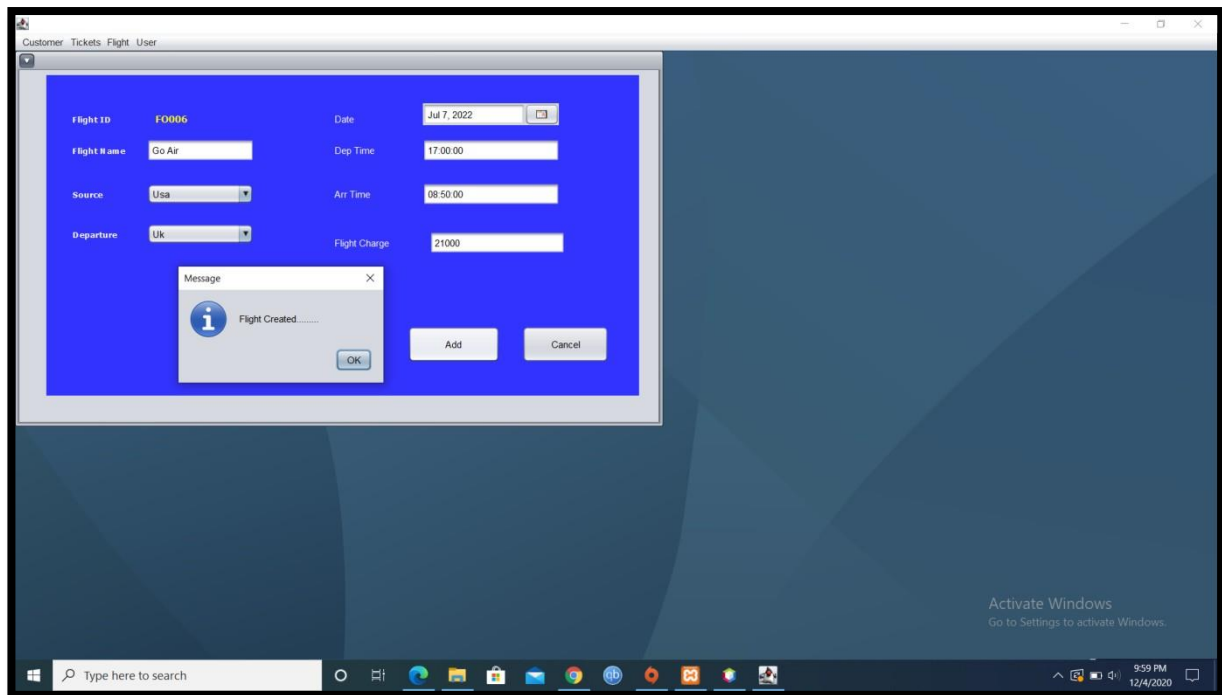 Customer Tickets Flight User
Flight ID FO006
Date Jul 7, 2022
Flight Name Go Air
Dep Time 17:00:00
Source Usa
Arr Time 08:50:00
Departure Uk
Flight Charge 21000
Message
Flight Created.........
OK
Add Cancel
Activate Windows
Go to Settings to activate Windows.
Type here to search
qb
9:59 PM
12/4/2020